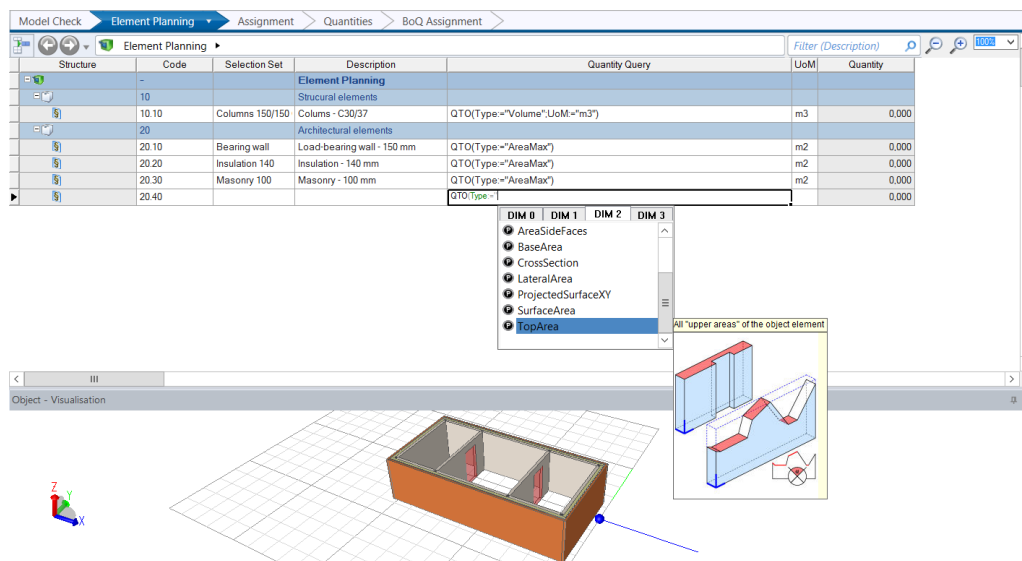 Model Check Element Planning Assignment Quantities BoQ Assignment
Element Planning Filter (Description) 100%
Structure Code Selection Set Description Quantity Query UoM Quantity
- Element Planning
10 Strucural elements
10.10 Columns 150/150 Colums - C30/37 QTO(Type:="Volume";UoM:="m3") m3 0,000
20 Architectural elements
20.10 Bearing wall Load-bearing wall - 150 mm QTO(Type:="AreaMax") m2 0,000
20.20 Insulation 140 Insulation - 140 mm QTO(Type:="AreaMax") m2 0,000
20.30 Masonry 100 Masonry - 100 mm QTO(Type:="AreaMax") m2 0,000
20.40 QTO(Type:=" 0,000
DIM 0 DIM 1 DIM 2 DIM 3
AreaSideFaces
BaseArea
CrossSection
LateralArea
ProjectedSurfaceXY
SurfaceArea
TopArea
All "upper areas" of the object element
Object - Visualisation
Z
Y
X